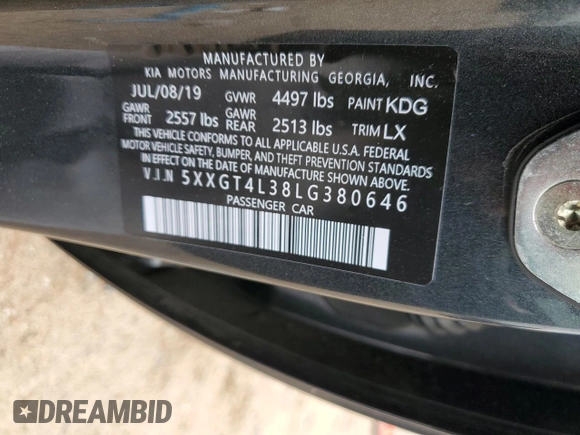 MANUFACTURED BY
KIA MOTORS MANUFACTURING GEORGIA, INC.
JUL/08/19 GVWR 4497 lbs PAINT KDG
GAWR FRONT 2557 lbs GAWR REAR 2513 lbs TRIM LX
THIS VEHICLE CONFORMS TO ALL APPLICABLE U.S.A. FEDERAL
MOTOR VEHICLE SAFETY, BUMPER, AND THEFT PREVENTION STANDARDS
IN EFFECT ON THE DATE OF MANUFACTURE SHOWN ABOVE.
V.I.N 5XXGT4L38LG380646
PASSENGER CAR
DREAMBID